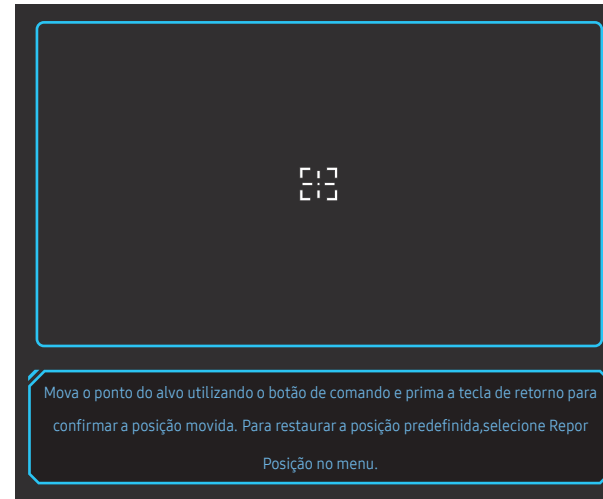 Mova o ponto do alvo utilizando o botão de comando e prima a tecla de retorno para
confirmar a posição movida. Para restaurar a posição predefinida,selecione Repor
Posição no menu.